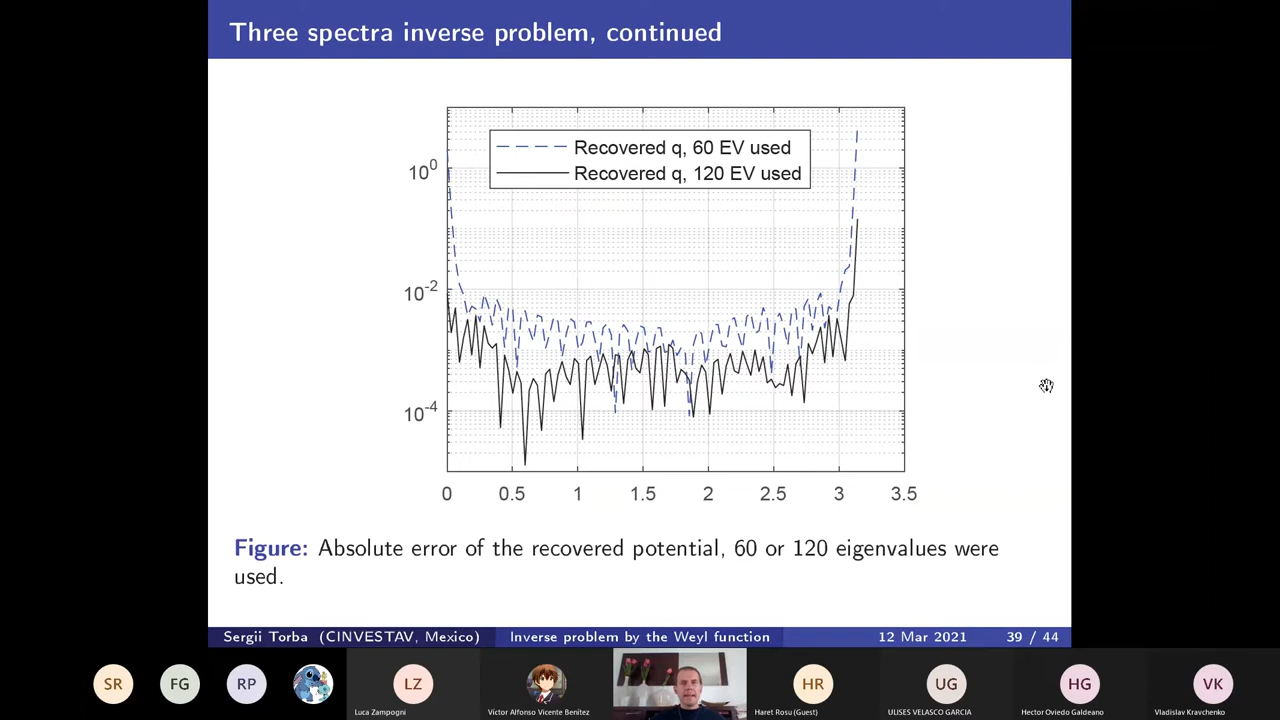 Three spectra inverse problem, continued
Recovered q, 60 EV used
Recovered q, 120 EV used
10^0
10^-2
10^-4
0 0.5 1 1.5 2 2.5 3 3.5
Figure: Absolute error of the recovered potential, 60 or 120 eigenvalues were
used.
Sergii Torba (CINVESTAV, Mexico) Inverse problem by the Weyl function 12 Mar 2021 39 / 44
SR FG RP LZ HR UG HG VK
Luca Zampogni Víctor Alfonso Vicente Benítez Haret Rosu (Guest) ULISES VELASCO GARCIA Hector Oviedo Galdeano Vladislav Kravchenko